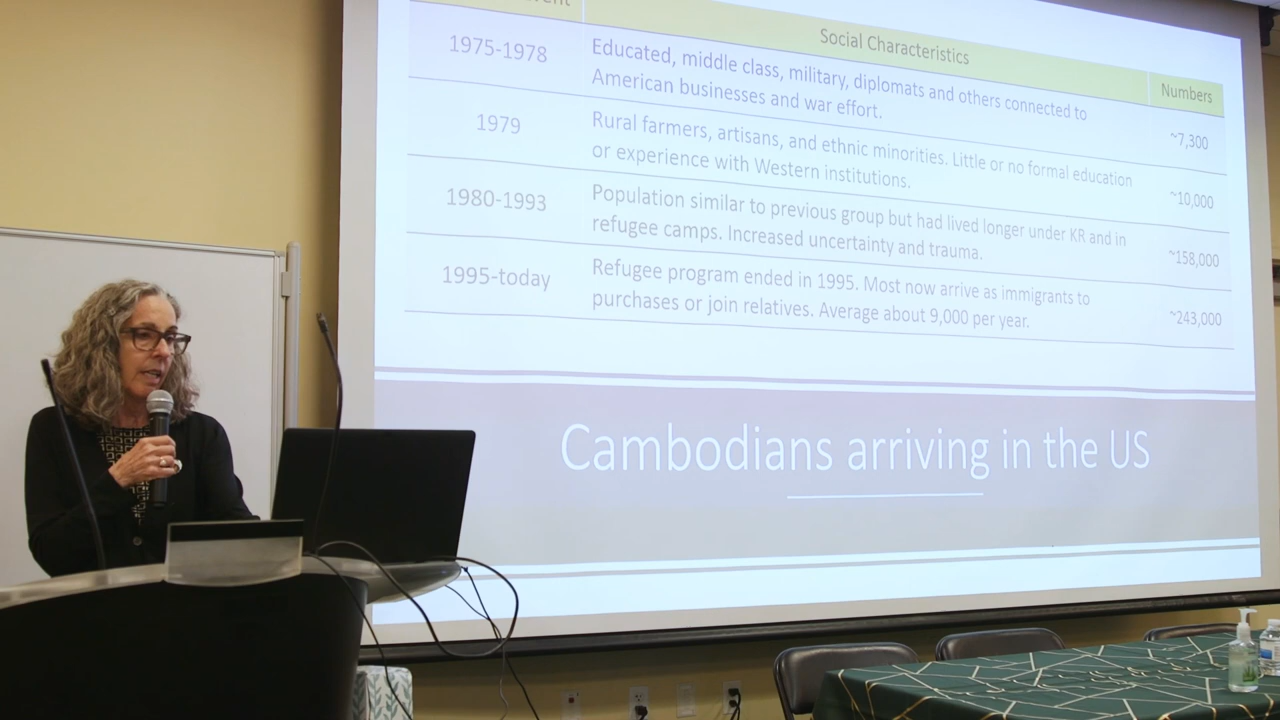 Social Characteristics
Numbers
1975-1978
Educated, middle class, military, diplomats and others connected to
American businesses and war effort.
~7,300
1979
Rural farmers, artisans, and ethnic minorities. Little or no formal education
or experience with Western institutions.
~10,000
1980-1993
Population similar to previous group but had lived longer under KR and in
refugee camps. Increased uncertainty and trauma.
~158,000
1995-today
Refugee program ended in 1995. Most now arrive as immigrants to
purchases or join relatives. Average about 9,000 per year.
~243,000
Cambodians arriving in the US